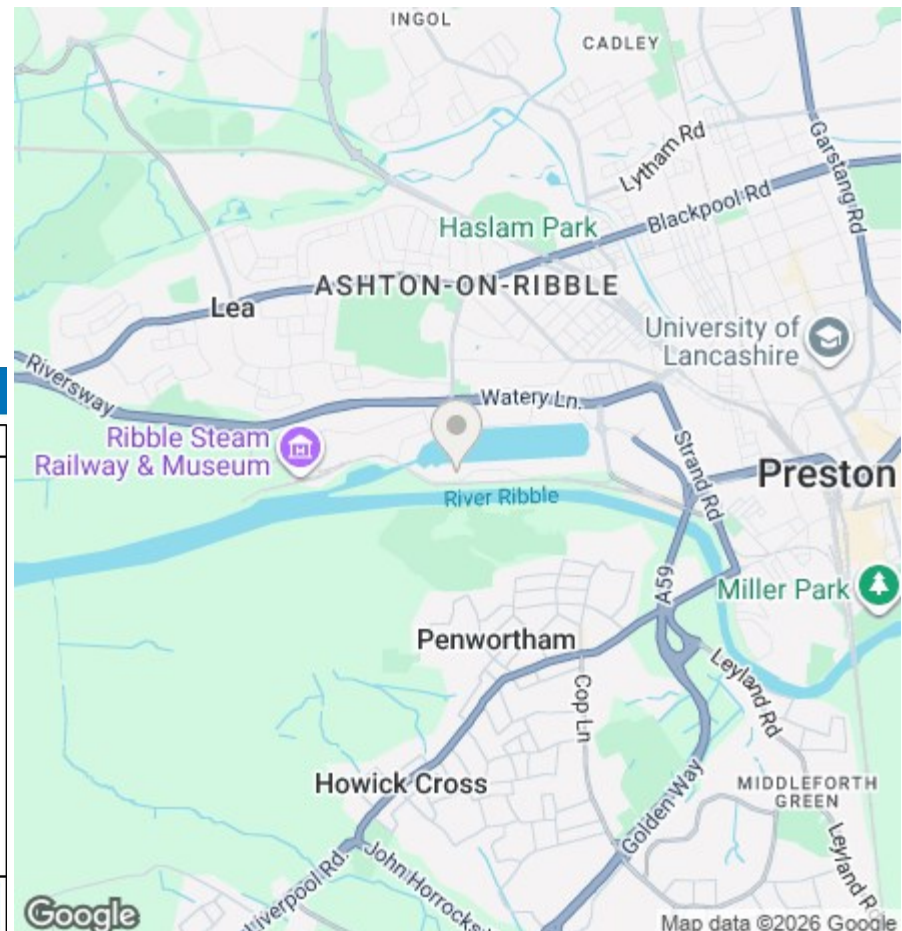 INGOL
CADLEY
Lytham Rd
Garstang Rd
Blackpool Rd
Haslam Park
ASHTON-ON-RIBBLE
Lea
University of
Lancashire
Riversway
Watery Ln.
Ribble Steam
Railway & Museum
Strand Rd
Preston
River Ribble
A59
Miller Park
Penwortham
Leyland Rd
Cop Ln
Howick Cross
MIDDLEFORTH
GREEN
Golden Way
Leyland R
Liverpool Rd.
John Horrocks
Google
Map data ©2026 Google